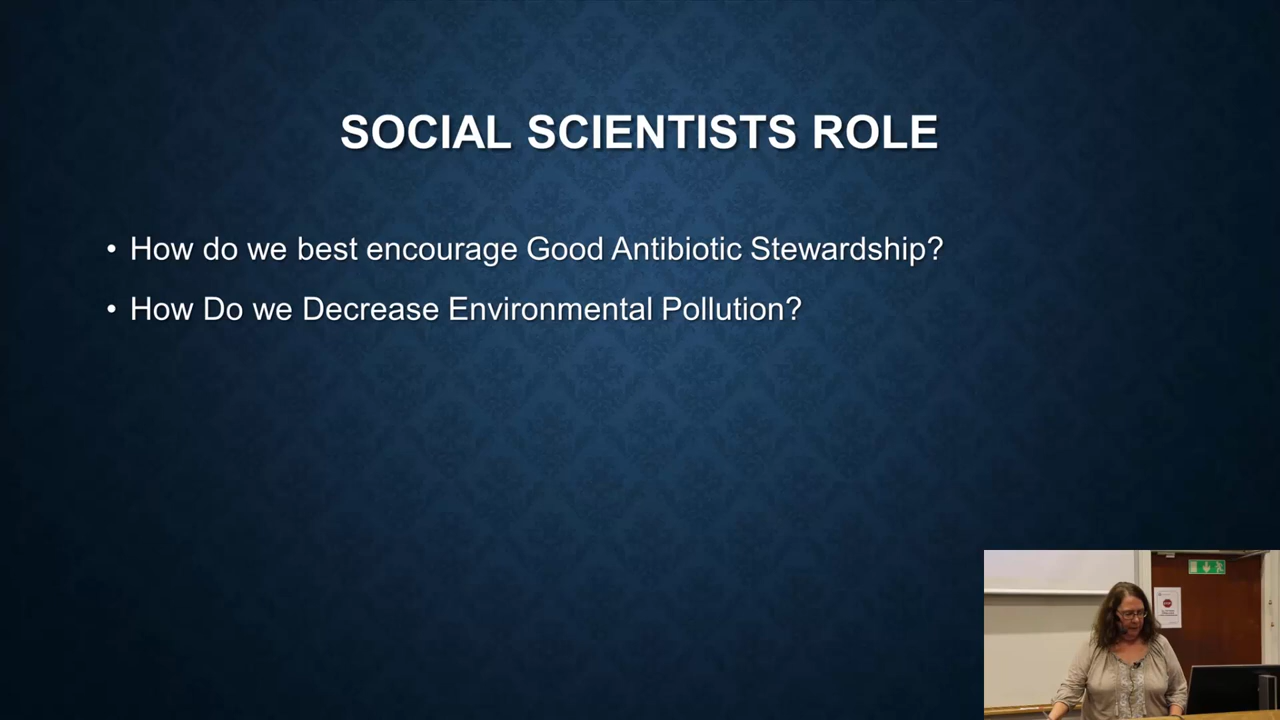 SOCIAL SCIENTISTS ROLE
• How do we best encourage Good Antibiotic Stewardship?
• How Do we Decrease Environmental Pollution?